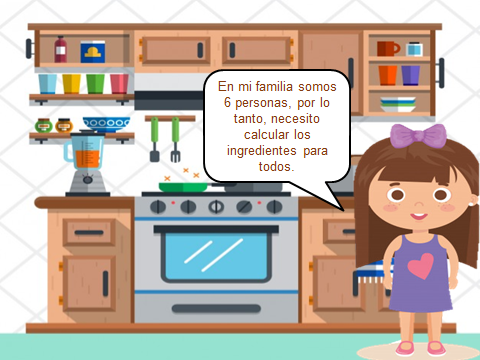 En mi familia somos
6 personas, por lo
tanto, necesito
calcular los
ingredientes para
todos.